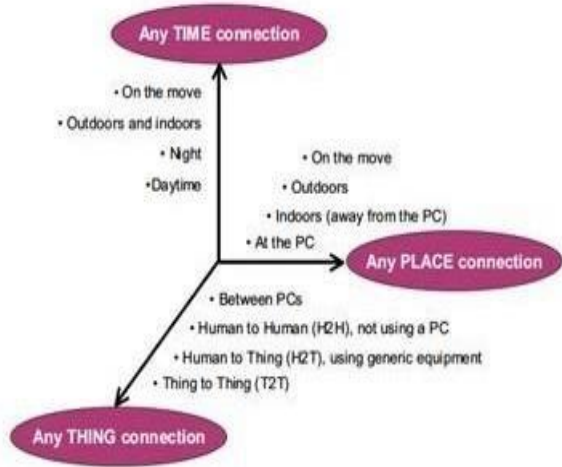 Any TIME connection
• On the move
• Outdoors and indoors
• Night
•Daytime
• On the move
• Outdoors
• Indoors (away from the PC)
• At the PC
Any PLACE connection
• Between PCs
• Human to Human (H2H), not using a PC
• Human to Thing (H2T), using generic equipment
• Thing to Thing (T2T)
Any THING connection